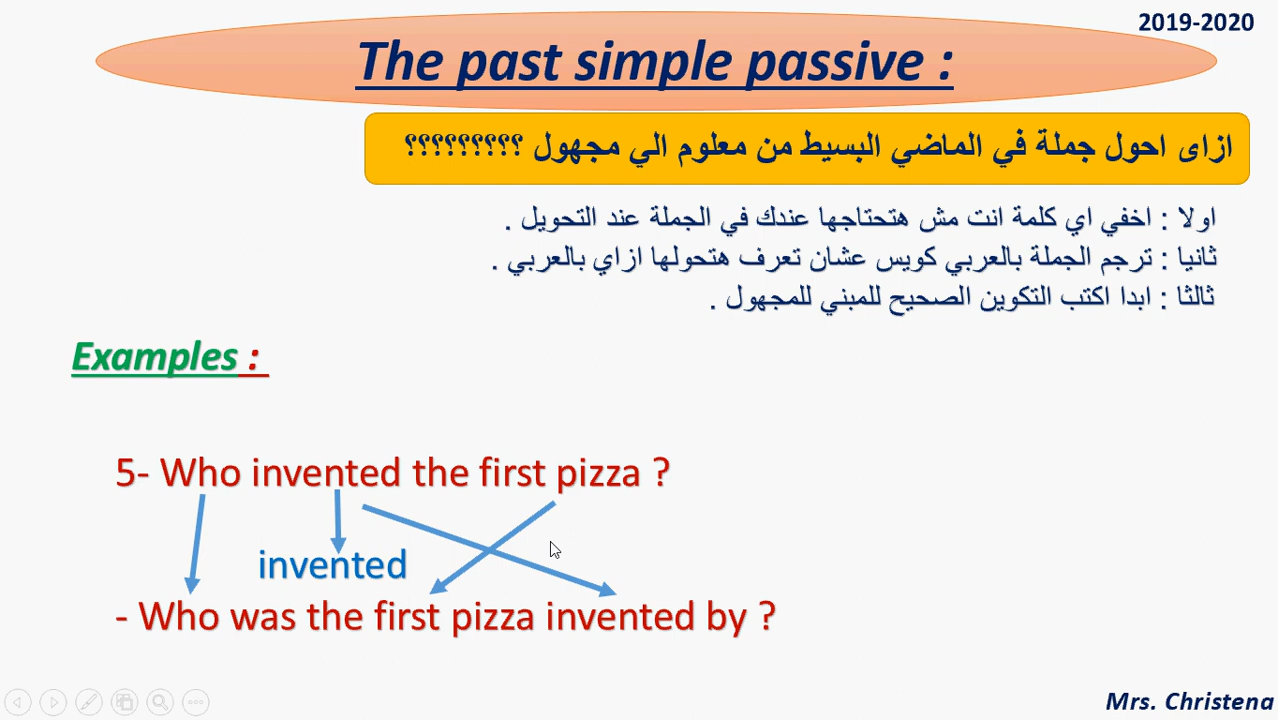 2019-2020
The past simple passive :
ازاى احول جملة في الماضي البسيط من معلوم الي مجهول ؟؟؟؟؟؟؟؟؟
اولا : اخفي اي كلمة انت مش هتحتاجها عندك في الجملة عند التحويل .
ثانيا : ترجم الجملة بالعربي كويس عشان تعرف هتحولها ازاي بالعربي .
ثالثا : ابدا اكتب التكوين الصحيح للمبني للمجهول .
Examples :
5- Who invented the first pizza ?
invented
- Who was the first pizza invented by ?
Mrs. Christena